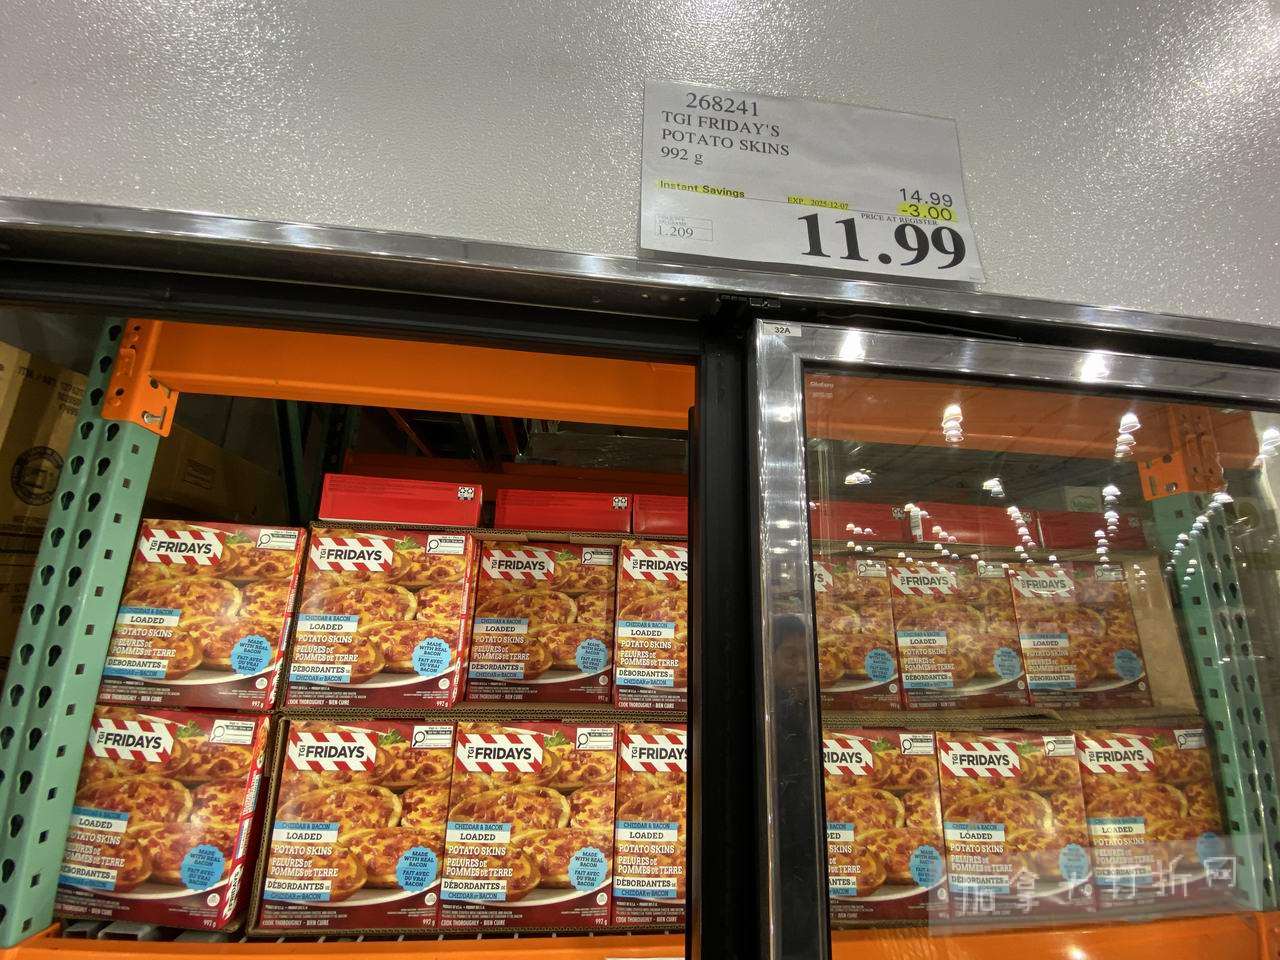 268241
TGI FRIDAY'S
POTATO SKINS
992 g
Instant Savings
EXP. 2025-12-07
14.99
-3.00
PRICE AT REGISTER
1.209
11.99
32A
TGI FRIDAYS
CHEDDAR & BACON
LOADED
POTATO SKINS
PELURES DE
POMMES DE TERRE
DÉBORDANTES DE
CHEDDAR ET BACON
MADE
WITH REAL
BACON
FAIT AVEC
DU VRAI
BACON
COOK THOROUGHLY • BIEN CUIRE
992 g
加拿大打折网